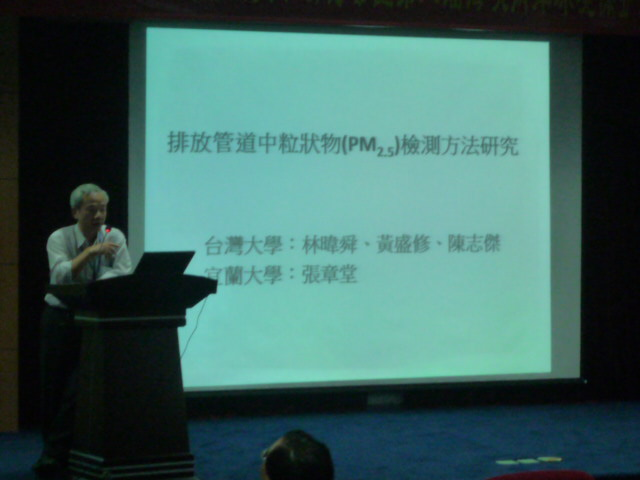 排放管道中粒狀物(PM2.5)檢測方法研究
台灣大學：林暐舜、黃盛修、陳志傑
宜蘭大學：張章堂